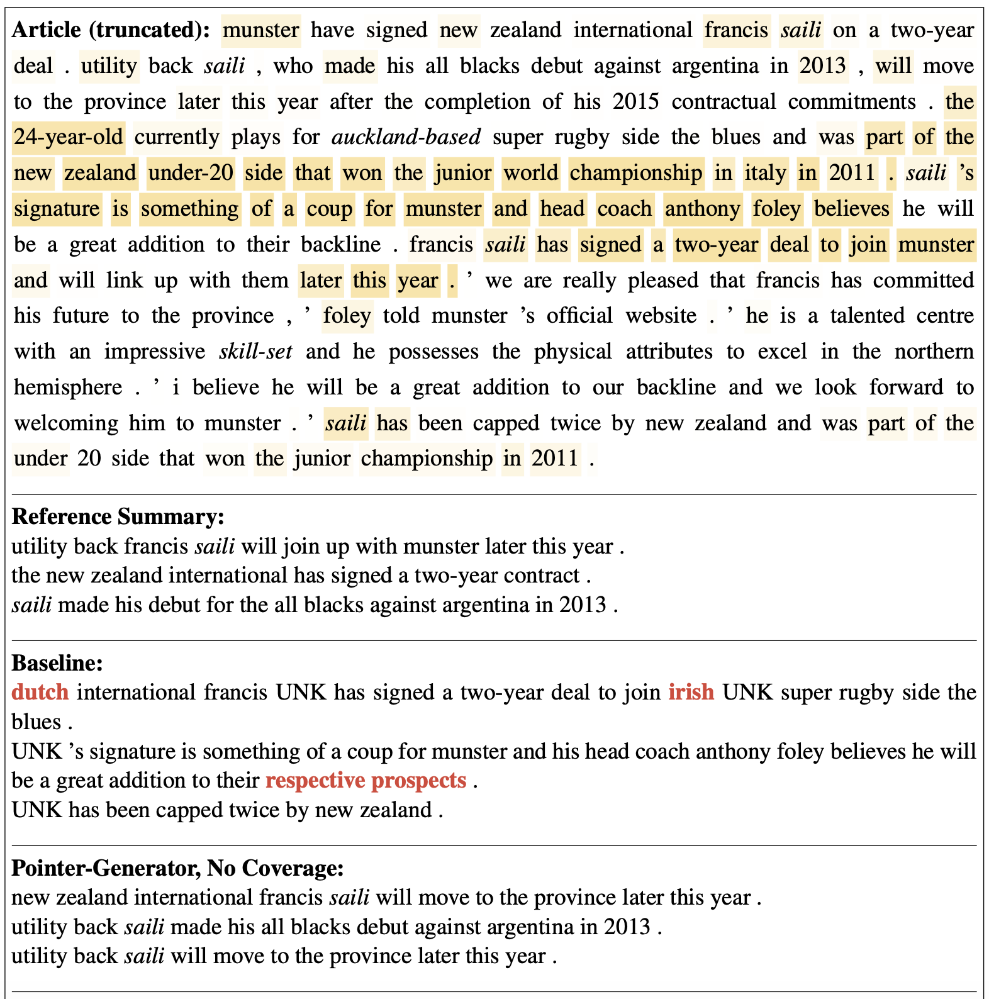 Article (truncated): munster have signed new zealand international francis saili on a two-year
deal . utility back saili , who made his all blacks debut against argentina in 2013 , will move
to the province later this year after the completion of his 2015 contractual commitments . the
24-year-old currently plays for auckland-based super rugby side the blues and was part of the
new zealand under-20 side that won the junior world championship in italy in 2011 . saili ’s
signature is something of a coup for munster and head coach anthony foley believes he will
be a great addition to their backline . francis saili has signed a two-year deal to join munster
and will link up with them later this year . ’ we are really pleased that francis has committed
his future to the province , ’ foley told munster ’s official website . ’ he is a talented centre
with an impressive skill-set and he possesses the physical attributes to excel in the northern
hemisphere . ’ i believe he will be a great addition to our backline and we look forward to
welcoming him to munster . ’ saili has been capped twice by new zealand and was part of the
under 20 side that won the junior championship in 2011 .
Reference Summary:
utility back francis saili will join up with munster later this year .
the new zealand international has signed a two-year contract .
saili made his debut for the all blacks against argentina in 2013 .
Baseline:
dutch international francis UNK has signed a two-year deal to join irish UNK super rugby side the
blues .
UNK ’s signature is something of a coup for munster and his head coach anthony foley believes he will
be a great addition to their respective prospects .
UNK has been capped twice by new zealand .
Pointer-Generator, No Coverage:
new zealand international francis saili will move to the province later this year .
utility back saili made his all blacks debut against argentina in 2013 .
utility back saili will move to the province later this year .